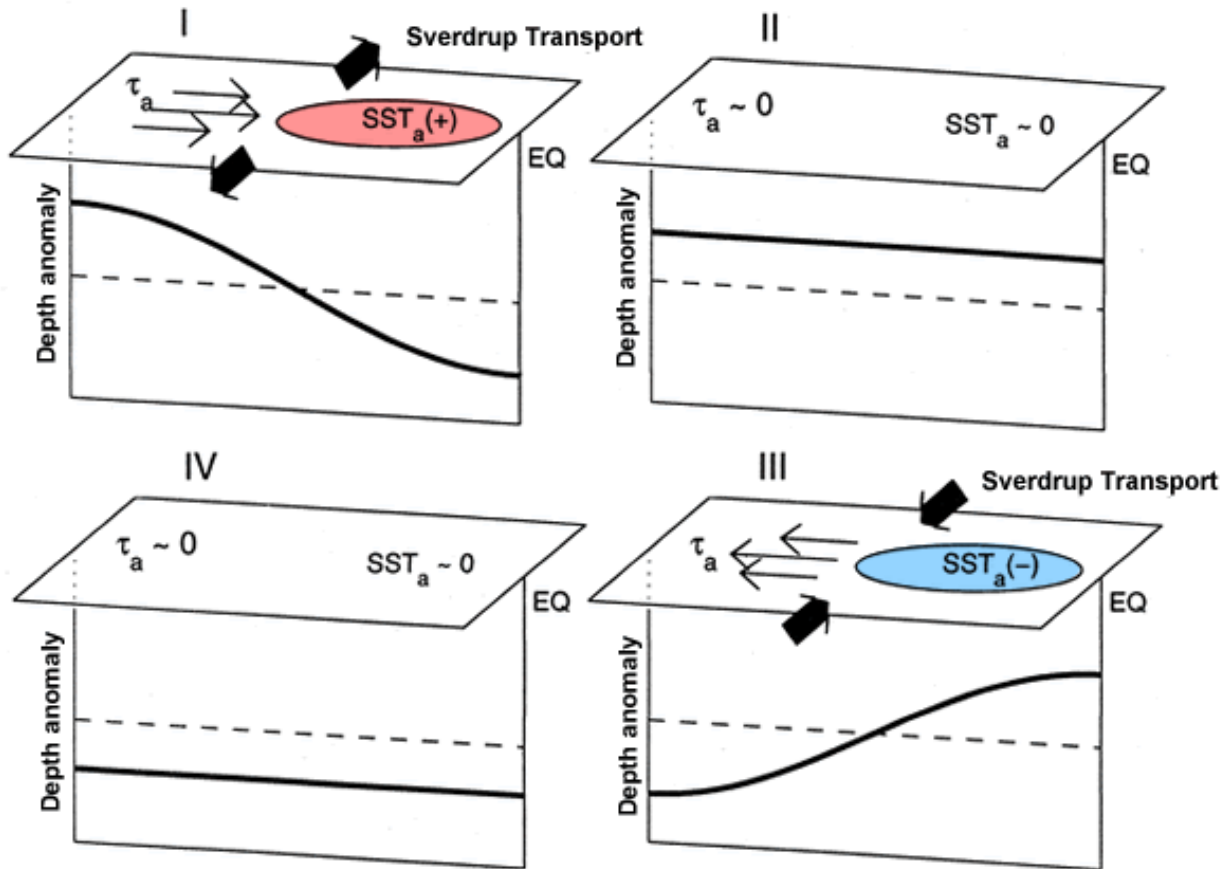 I
Sverdrup Transport
τa
SSTa(+)
EQ
Depth anomaly
II
τa ~ 0
SSTa ~ 0
EQ
Depth anomaly
IV
τa ~ 0
SSTa ~ 0
EQ
Depth anomaly
III
Sverdrup Transport
τa
SSTa(−)
EQ
Depth anomaly